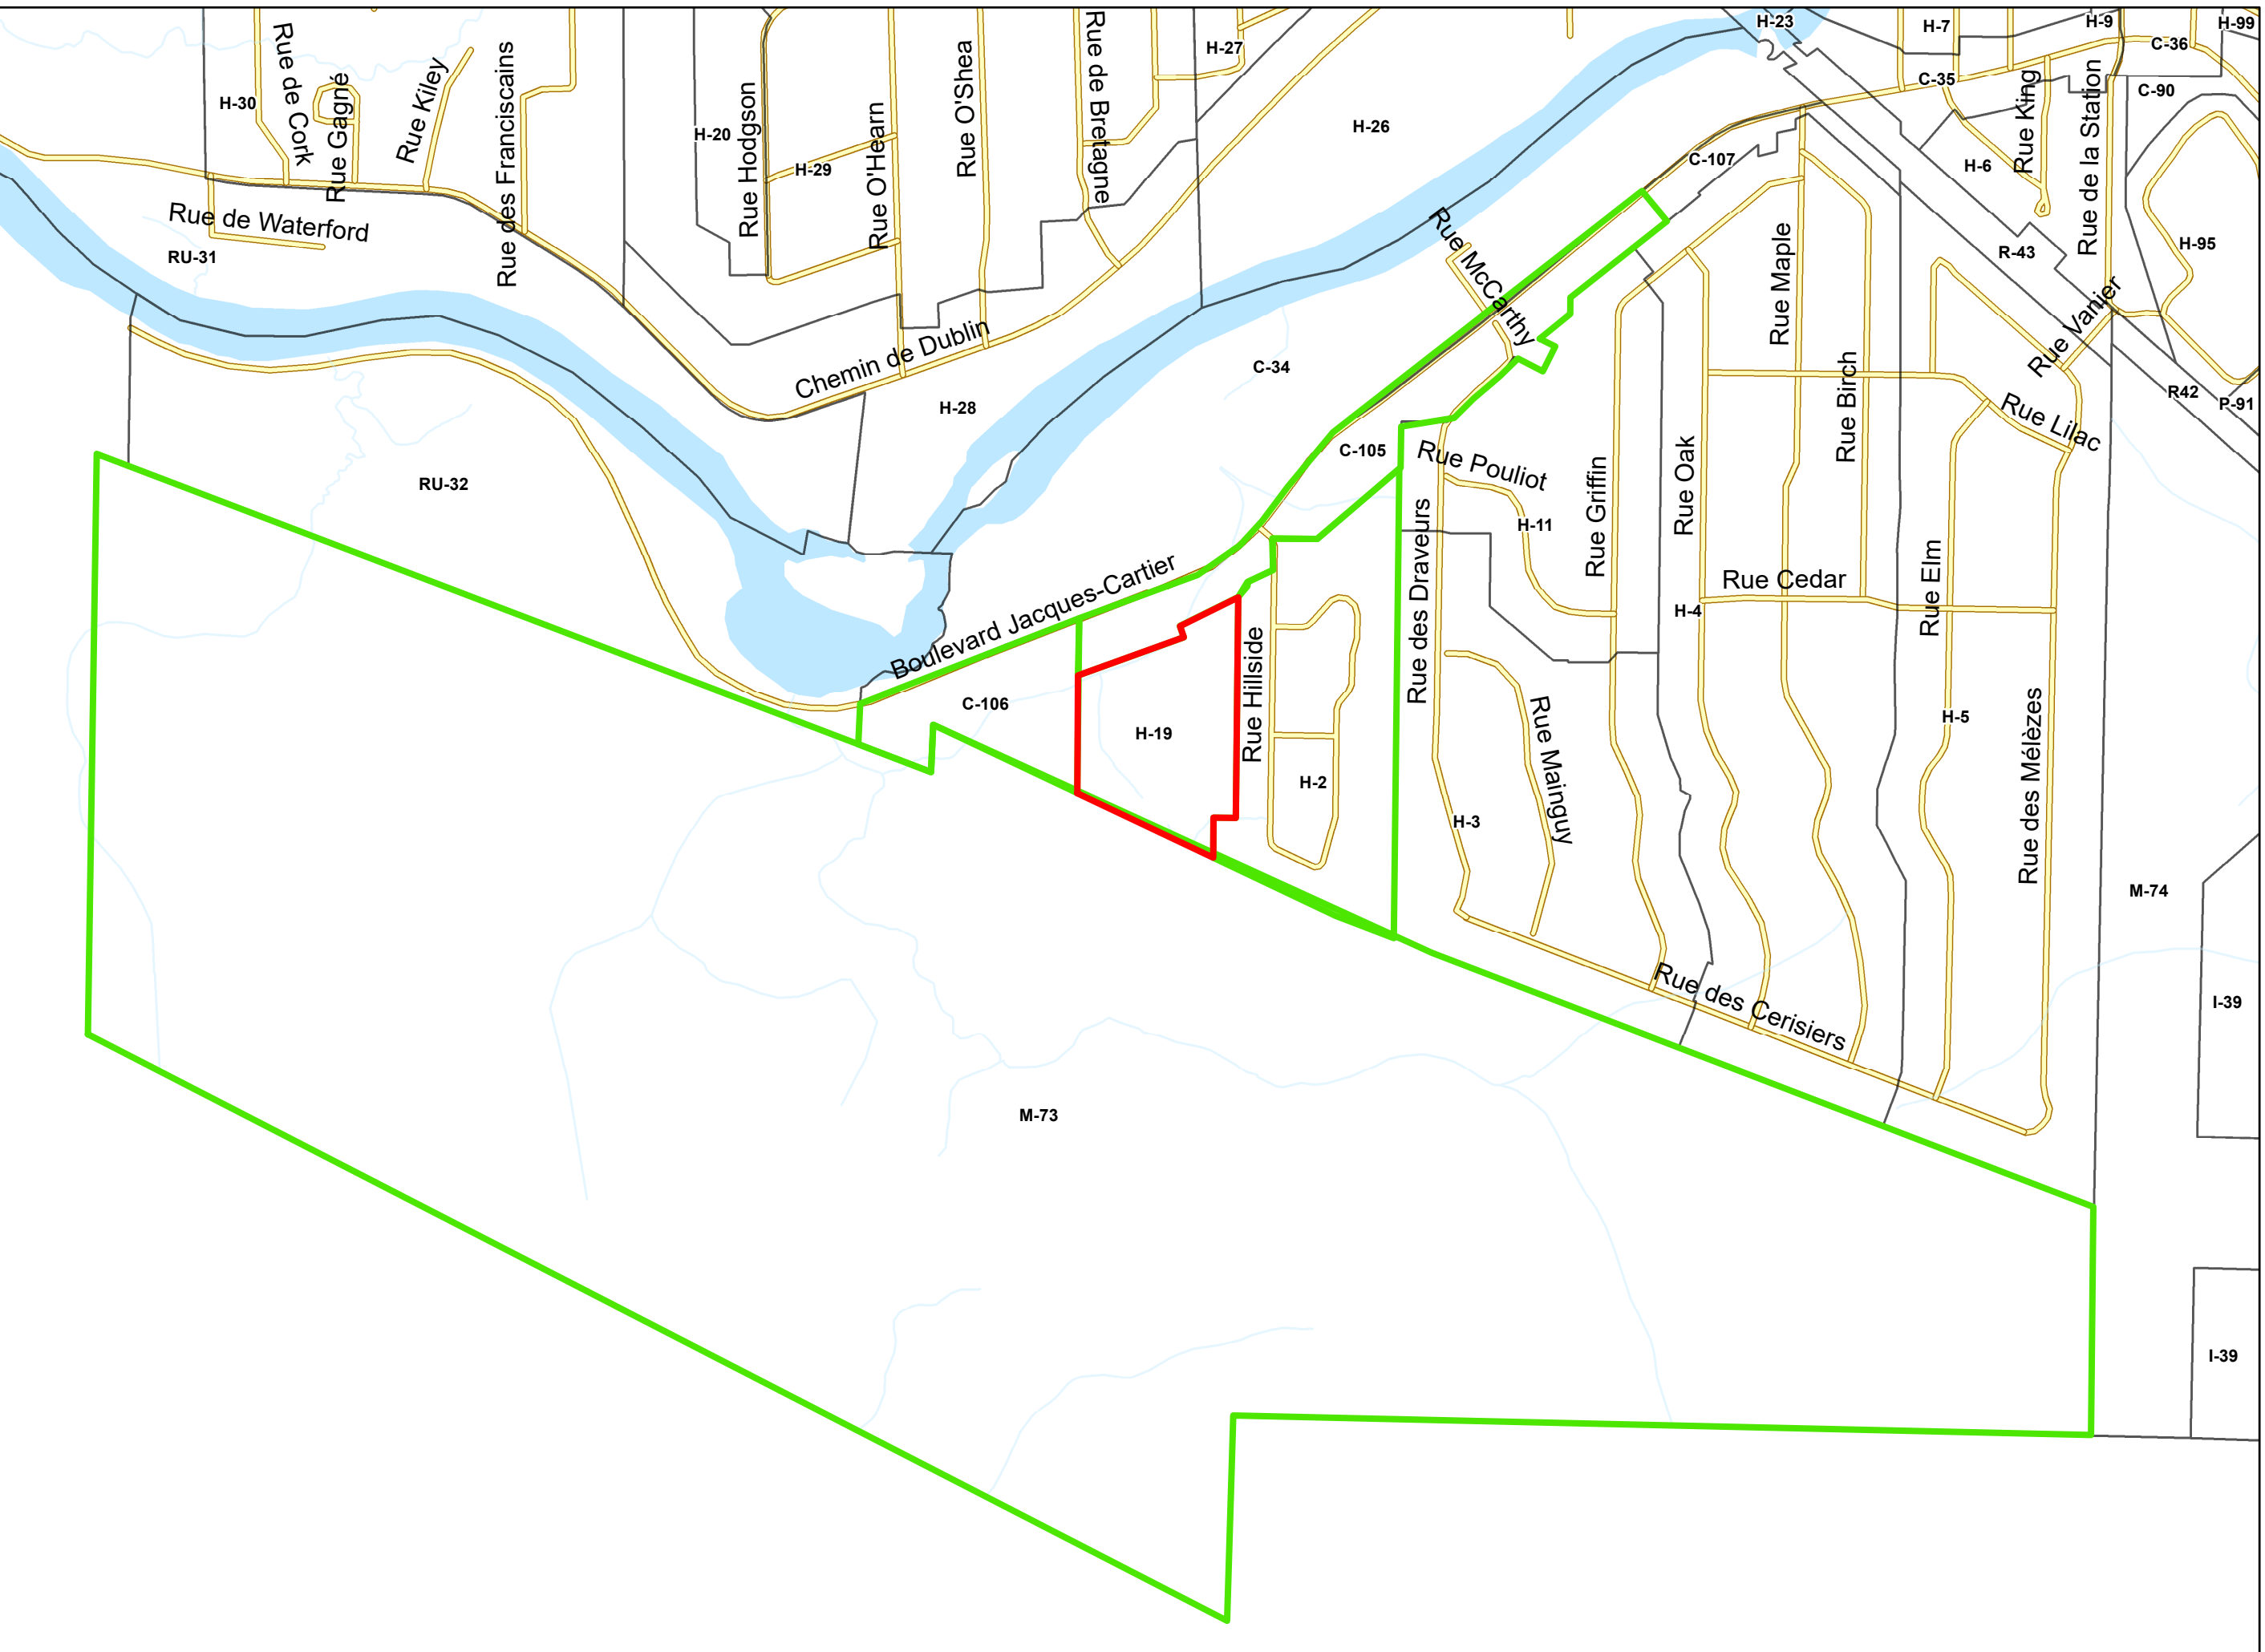 H-23
H-7
H-9
H-99
Rue de Cork
Rue Gagné
Rue Kiley
Rue des Franciscains
H-30
H-20
Rue Hodgson
H-29
Rue O'Hearn
Rue O'Shea
Rue de Bretagne
H-27
H-26
C-36
C-35
C-90
Rue King
Rue de la Station
C-107
H-6
Rue de Waterford
RU-31
Rue McCarthy
Rue Maple
R-43
H-95
Chemin de Dublin
C-34
H-28
Rue Vanier
R42
P-91
Rue Birch
Rue Lilac
RU-32
C-105
Rue Pouliot
Rue Oak
Rue Griffin
H-11
Rue des Draveurs
Boulevard Jacques-Cartier
Rue Cedar
H-4
Rue Elm
Rue Hillside
C-106
H-19
H-2
H-3
Rue Mainguy
H-5
Rue des Mélèzes
M-74
Rue des Cerisiers
I-39
M-73
I-39